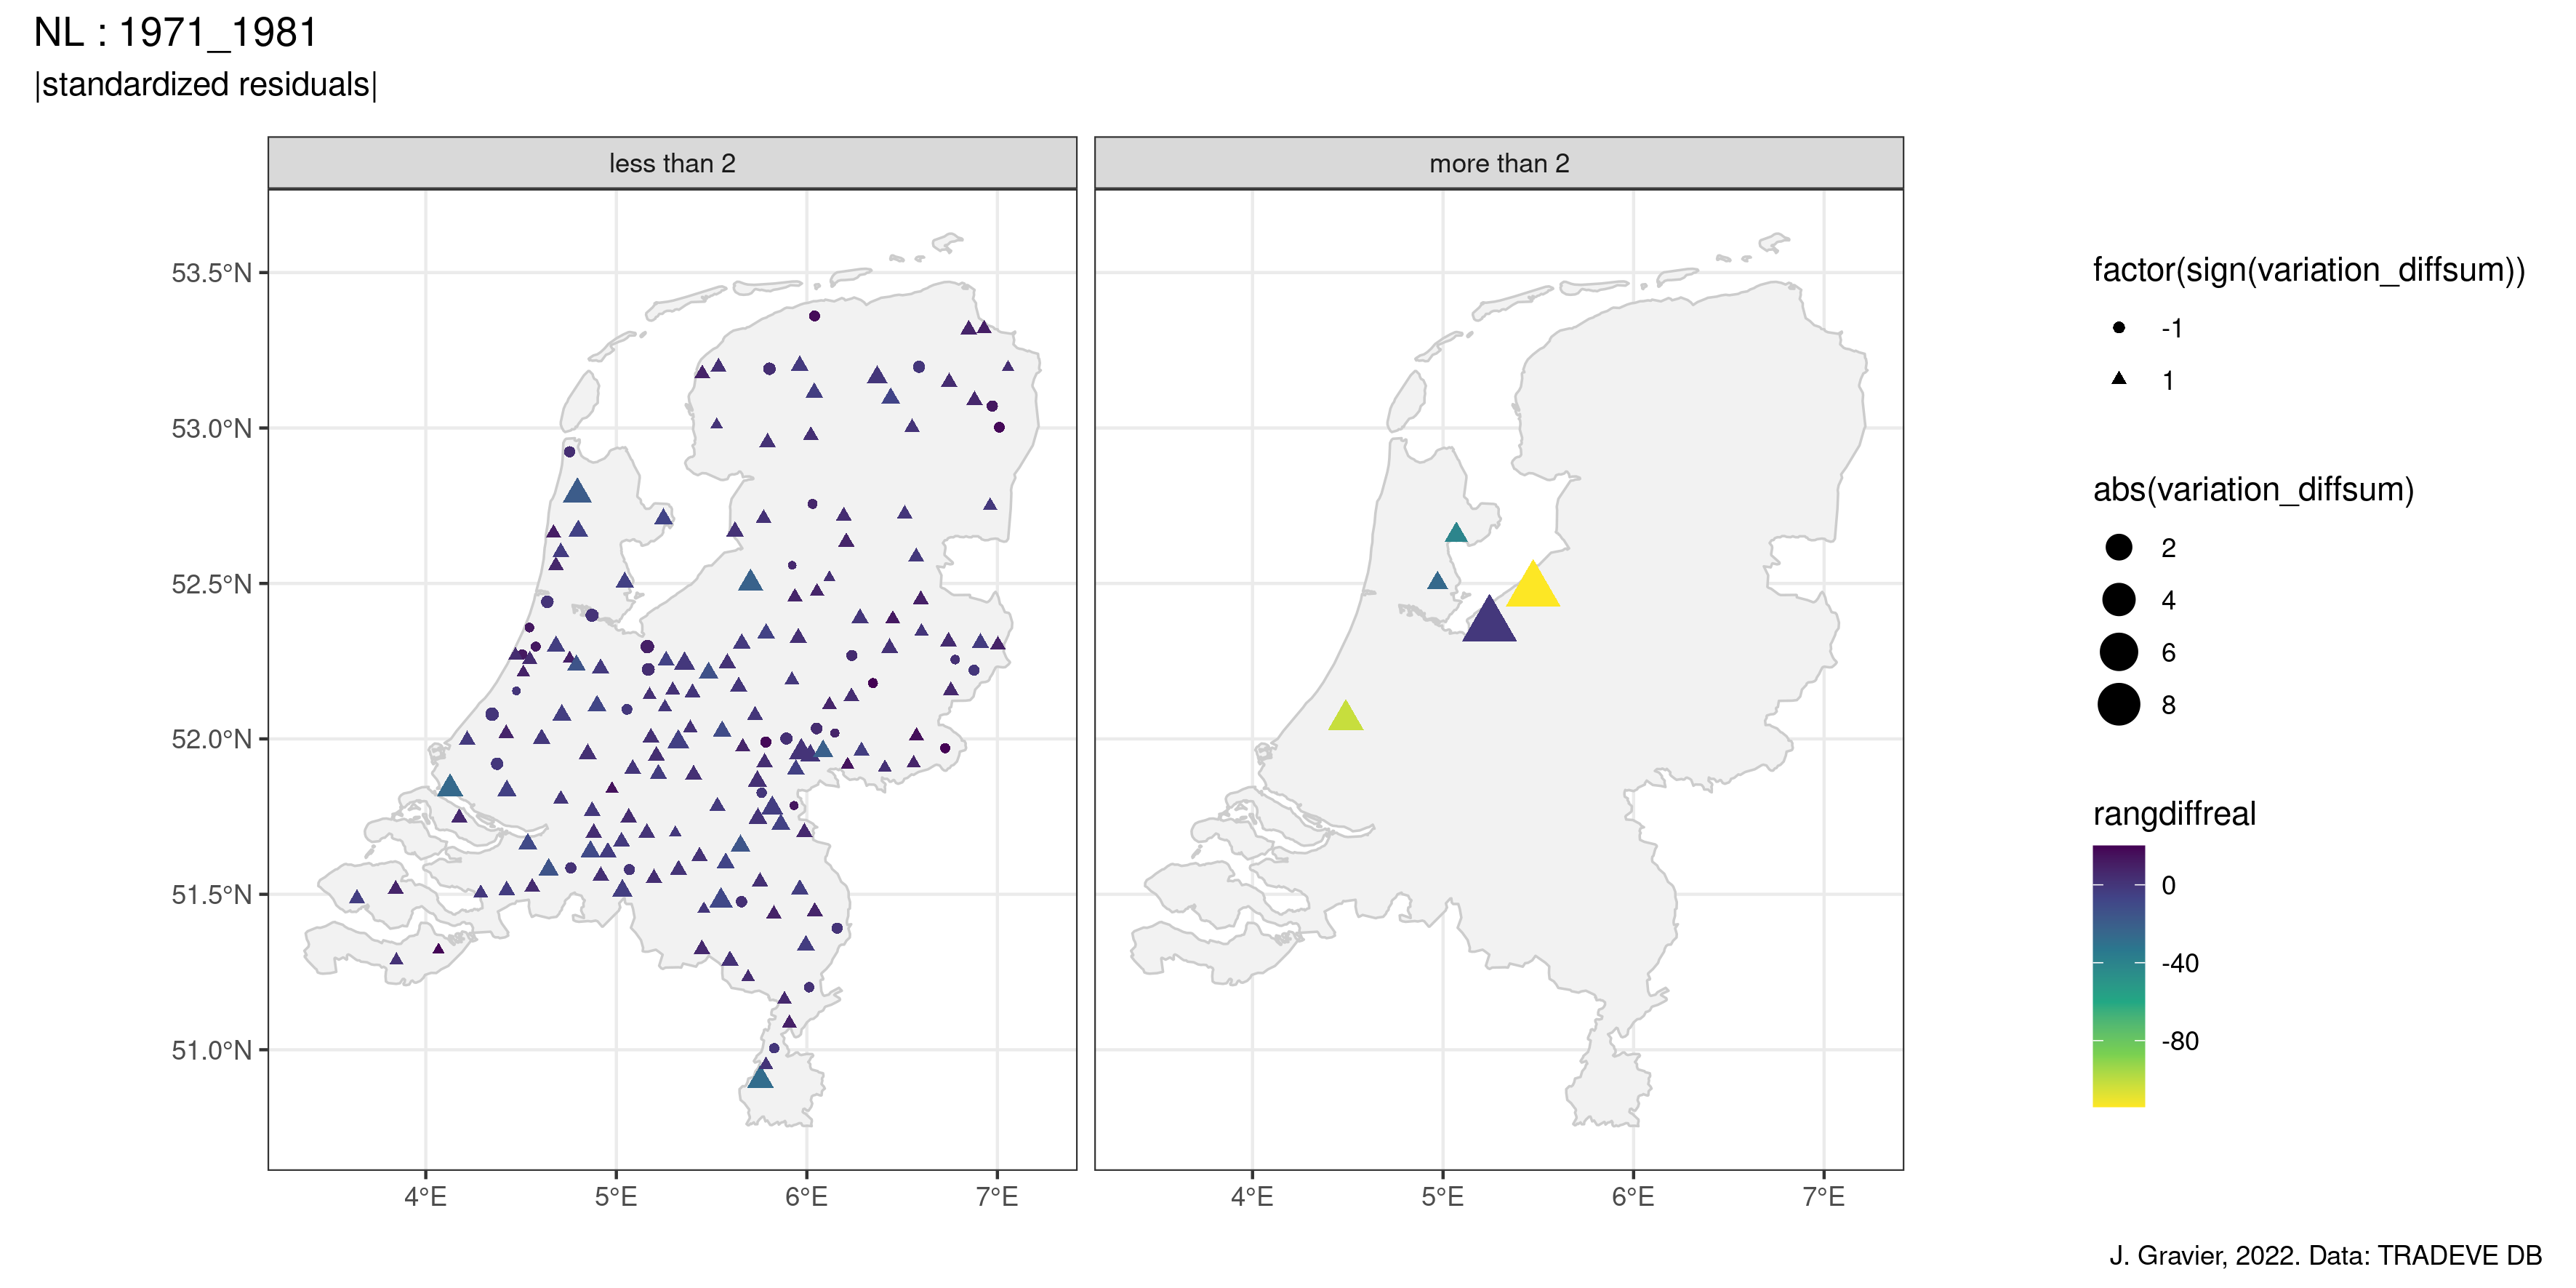 NL : 1971_1981
|standardized residuals|
less than 2
more than 2
53.5°N
53.0°N
52.5°N
52.0°N
51.5°N
51.0°N
4°E 5°E 6°E 7°E
4°E 5°E 6°E 7°E
factor(sign(variation_diffsum))
-1
1
abs(variation_diffsum)
2
4
6
8
rangdiffreal
0
-40
-80
J. Gravier, 2022. Data: TRADEVE DB